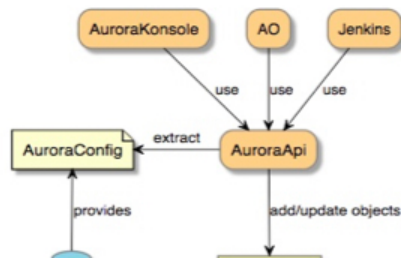 AuroraKonsole
AO
Jenkins
use
use
use
AuroraConfig
extract
AuroraApi
provides
add/update objects